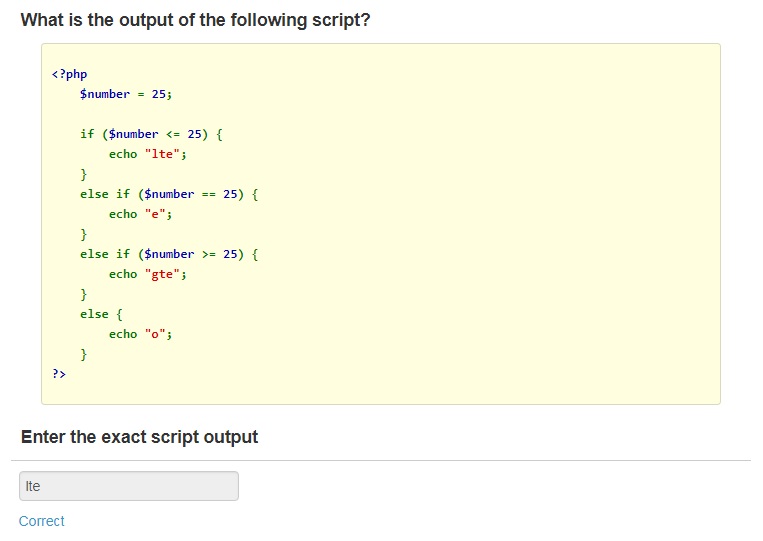 What is the output of the following script?
<?php
$number = 25;
if ($number <= 25) {
echo "lte";
}
else if ($number == 25) {
echo "e";
}
else if ($number >= 25) {
echo "gte";
}
else {
echo "o";
}
?>
Enter the exact script output
lte
Correct